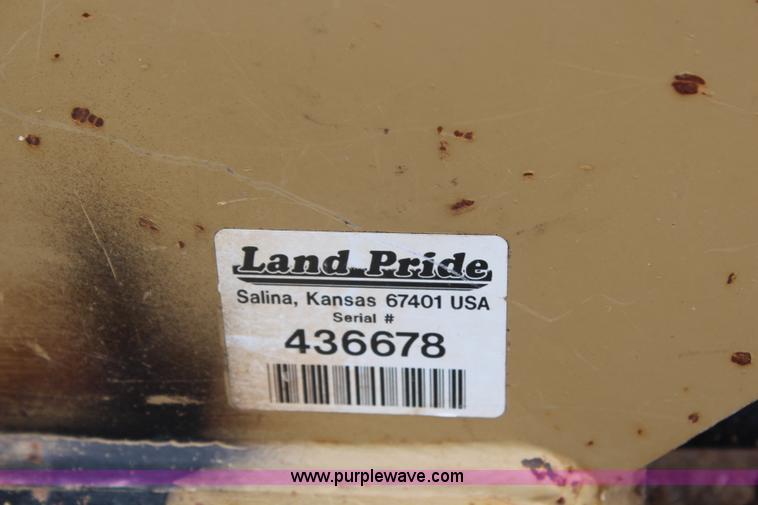 Land Pride
Salina, Kansas 67401 USA
Serial #
436678
www.purplewave.com